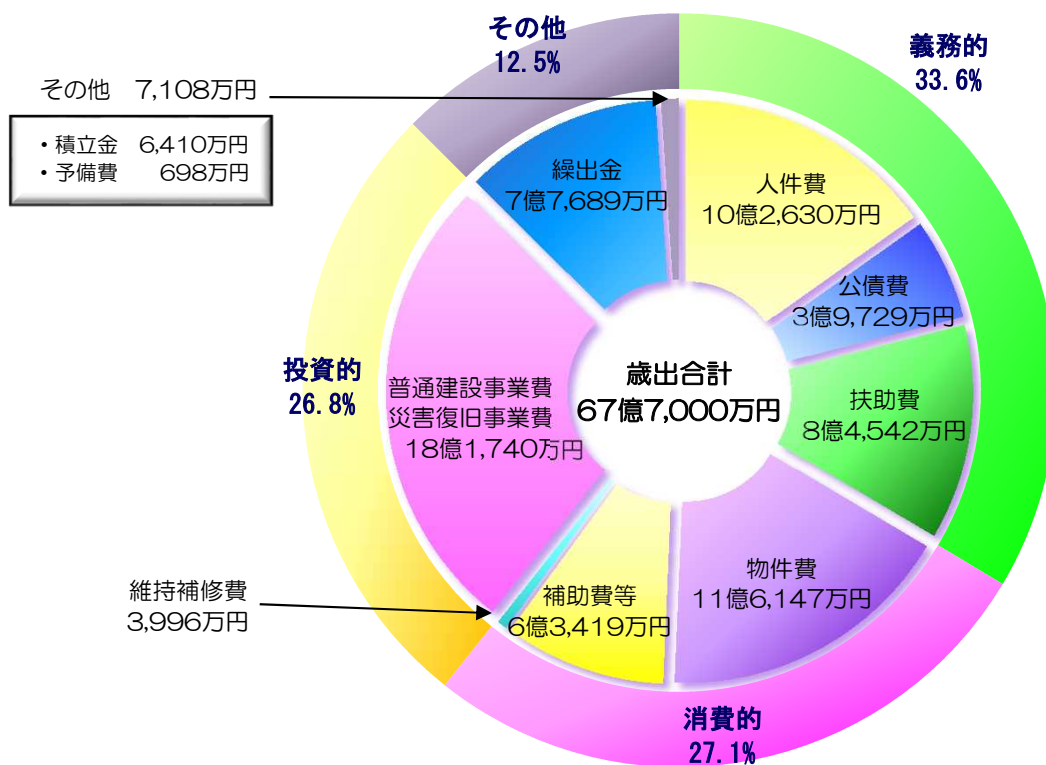 その他
12.5%
義務的
33.6%
その他 7,108万円
・積立金 6,410万円
・予備費 698万円
繰出金
7億7,689万円
人件費
10億2,630万円
公債費
3億9,729万円
投資的
26.8%
普通建設事業費
災害復旧事業費
18億1,740万円
歳出合計
67億7,000万円
扶助費
8億4,542万円
維持補修費
3,996万円
補助費等
6億3,419万円
物件費
11億6,147万円
消費的
27.1%